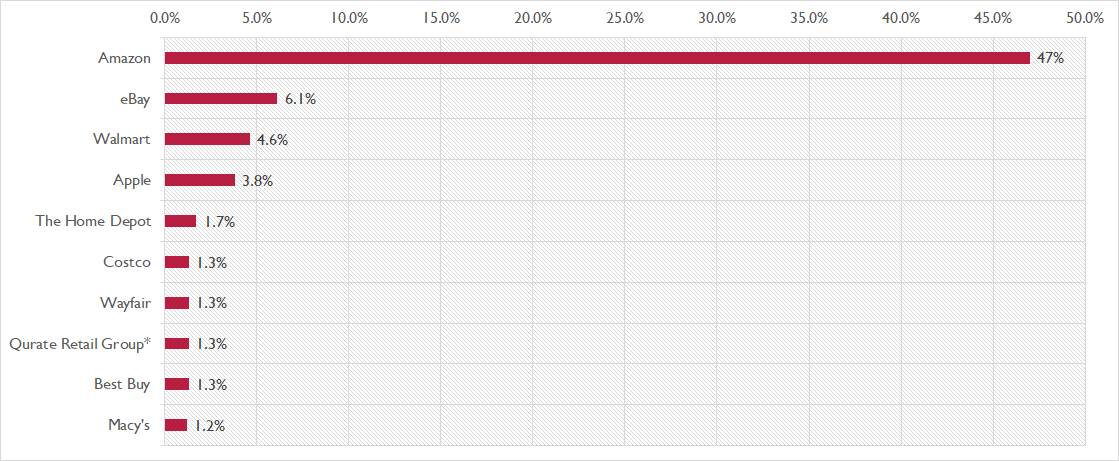 0.0% 5.0% 10.0% 15.0% 20.0% 25.0% 30.0% 35.0% 40.0% 45.0% 50.0%
Amazon 47%
eBay 6.1%
Walmart 4.6%
Apple 3.8%
The Home Depot 1.7%
Costco 1.3%
Wayfair 1.3%
Qurate Retail Group* 1.3%
Best Buy 1.3%
Macy's 1.2%